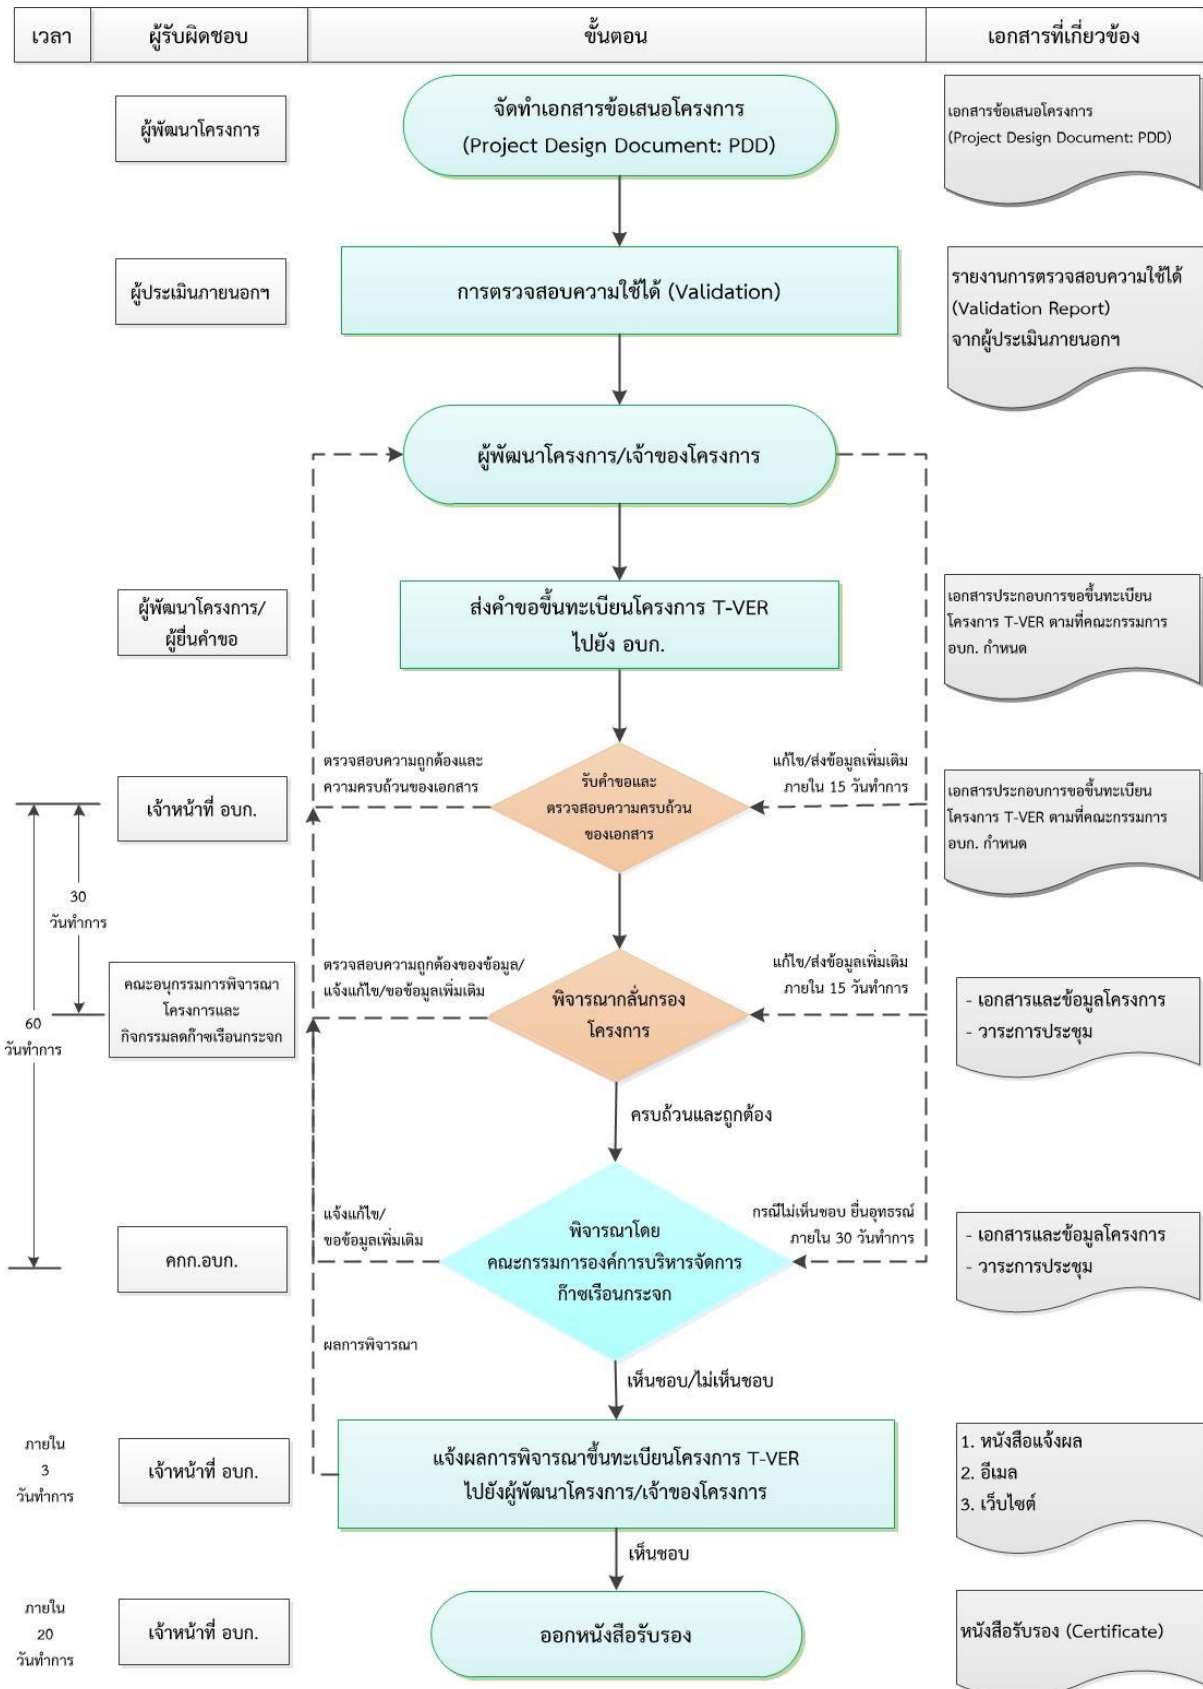 เวลา
ผู้รับผิดชอบ
ขั้นตอน
เอกสารที่เกี่ยวข้อง
ผู้พัฒนาโครงการ
จัดทำเอกสารข้อเสนอโครงการ
(Project Design Document: PDD)
เอกสารข้อเสนอโครงการ
(Project Design Document: PDD)
ผู้ประเมินภายนอกฯ
การตรวจสอบความใช้ได้ (Validation)
รายงานการตรวจสอบความใช้ได้
(Validation Report)
จากผู้ประเมินภายนอกฯ
ผู้พัฒนาโครงการ/เจ้าของโครงการ
ผู้พัฒนาโครงการ/
ผู้ยื่นคำขอ
ส่งคำขอขึ้นทะเบียนโครงการ T-VER
ไปยัง อบก.
เอกสารประกอบการขอขึ้นทะเบียน
โครงการ T-VER ตามที่คณะกรรมการ
อบก. กำหนด
เจ้าหน้าที่ อบก.
ตรวจสอบความถูกต้องและ
ความครบถ้วนของเอกสาร
รับคำขอและ
ตรวจสอบความครบถ้วน
ของเอกสาร
แก้ไข/ส่งข้อมูลเพิ่มเติม
ภายใน 15 วันทำการ
เอกสารประกอบการขอขึ้นทะเบียน
โครงการ T-VER ตามที่คณะกรรมการ
อบก. กำหนด
30
วันทำการ
60
วันทำการ
คณะอนุกรรมการพิจารณา
โครงการและ
กิจกรรมลดก๊าซเรือนกระจก
ตรวจสอบความถูกต้องของข้อมูล/
แจ้งแก้ไข/ขอข้อมูลเพิ่มเติม
พิจารณากลั่นกรอง
โครงการ
แก้ไข/ส่งข้อมูลเพิ่มเติม
ภายใน 15 วันทำการ
- เอกสารและข้อมูลโครงการ
- วาระการประชุม
ครบถ้วนและถูกต้อง
คกก.อบก.
แจ้งแก้ไข/
ขอข้อมูลเพิ่มเติม
พิจารณาโดย
คณะกรรมการองค์การบริหารจัดการ
ก๊าซเรือนกระจก
กรณีไม่เห็นชอบ ยื่นอุทธรณ์
ภายใน 30 วันทำการ
- เอกสารและข้อมูลโครงการ
- วาระการประชุม
ผลการพิจารณา
เห็นชอบ/ไม่เห็นชอบ
ภายใน
3
วันทำการ
เจ้าหน้าที่ อบก.
แจ้งผลการพิจารณาขึ้นทะเบียนโครงการ T-VER
ไปยังผู้พัฒนาโครงการ/เจ้าของโครงการ
1. หนังสือแจ้งผล
2. อีเมล
3. เว็บไซต์
เห็นชอบ
ภายใน
20
วันทำการ
เจ้าหน้าที่ อบก.
ออกหนังสือรับรอง
หนังสือรับรอง (Certificate)